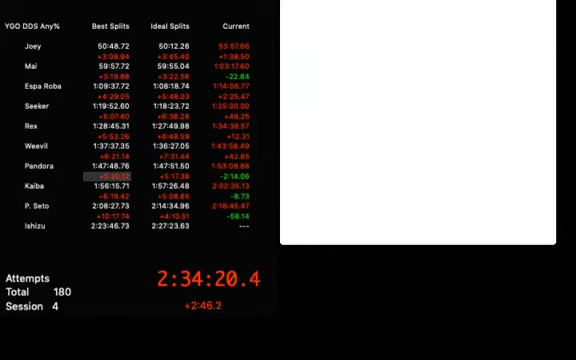 YGO DDS Any% Best Splits Ideal Splits Current
Joey 50:48.72 50:12.26 53:57.66
+3:08.94 +3:45.40 +1:38.50
Mai 59:57.72 59:55.04 1:03:17.60
+3:19.88 +3:22.56 -22.84
Espa Roba 1:09:37.72 1:08:18.74 1:14:06.77
+4:29.05 +5:48.03 +2:25.47
Seeker 1:19:52.60 1:18:23.72 1:25:00.00
+5:07.40 +6:36.28 +48.25
Rex 1:28:45.31 1:27:49.98 1:34:38.57
+5:53.26 +6:48.59 +12.31
Weevil 1:37:37.35 1:36:27.05 1:43:58.49
+6:21.14 +7:31.44 +42.85
Pandora 1:47:48.76 1:47:51.50 1:53:08.88
+5:20.12 +5:17.38 -2:14.06
Kaiba 1:56:15.71 1:57:26.48 2:02:35.13
+6:19.42 +5:08.65 -8.73
P. Seto 2:08:27.73 2:14:34.96 2:18:45.47
+10:17.74 +4:10.51 -58.14
Ishizu 2:23:46.73 2:27:23.63 ---
Attempts
Total 180
Session 4
2:34:20.4
+2:46.2